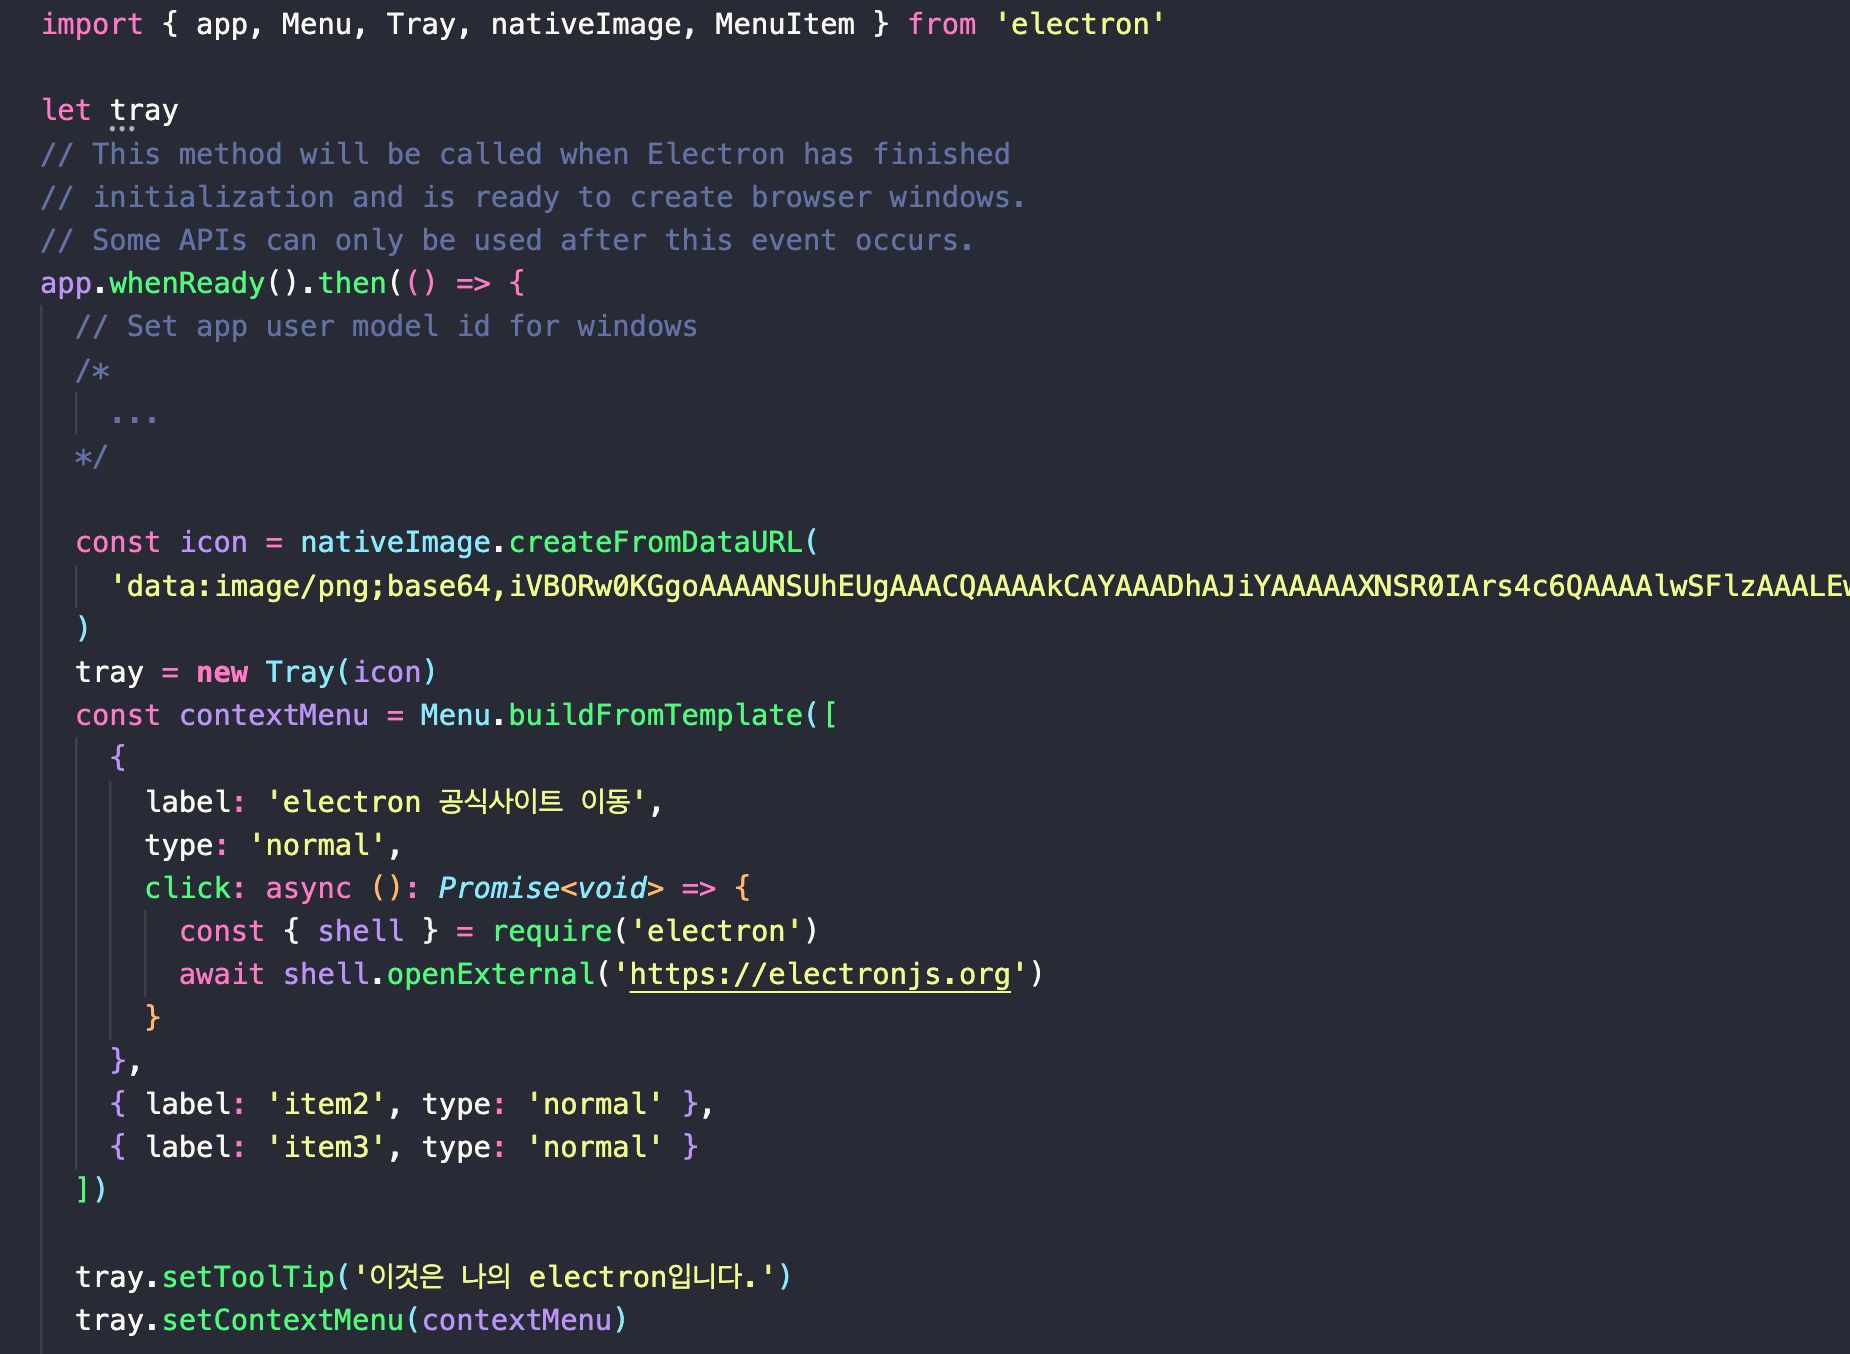 import { app, Menu, Tray, nativeImage, MenuItem } from 'electron'
let tray
// This method will be called when Electron has finished
// initialization and is ready to create browser windows.
// Some APIs can only be used after this event occurs.
app.whenReady().then(() => {
// Set app user model id for windows
/*
...
*/
const icon = nativeImage.createFromDataURL(
'data:image/png;base64,iVBORw0KGgoAAAANSUhEUgAAACQAAAAkCAYAAADhAJiYAAAAAXNSR0IArs4c6QAAAAlwSFlzAAALEw
)
tray = new Tray(icon)
const contextMenu = Menu.buildFromTemplate([
{
label: 'electron 공식사이트 이동',
type: 'normal',
click: async (): Promise<void> => {
const { shell } = require('electron')
await shell.openExternal('https://electronjs.org')
}
},
{ label: 'item2', type: 'normal' },
{ label: 'item3', type: 'normal' }
])
tray.setToolTip('이것은 나의 electron입니다.')
tray.setContextMenu(contextMenu)